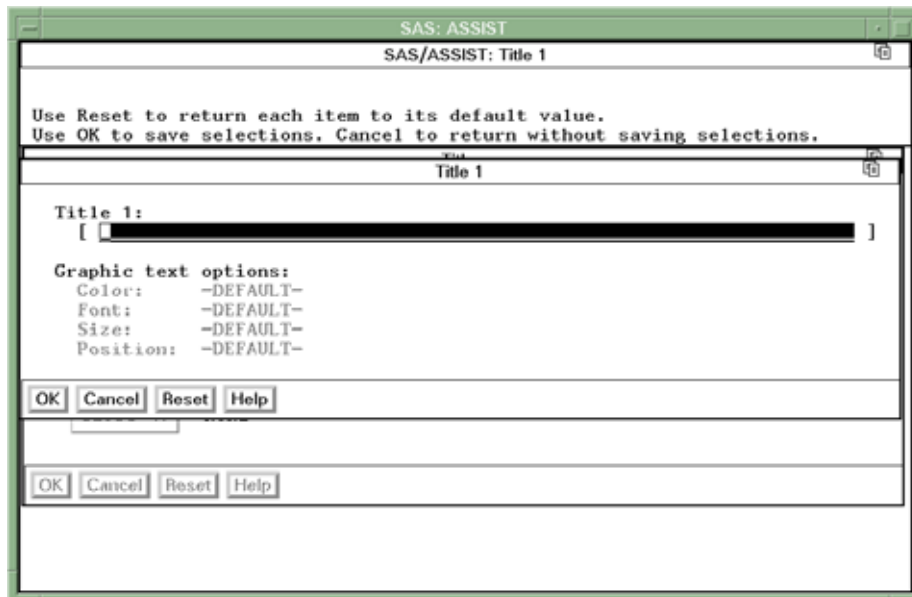 SAS: ASSIST
SAS/ASSIST: Title 1
Use Reset to return each item to its default value.
Use OK to save selections. Cancel to return without saving selections.
Title 1
Title 1:
[ ]
Graphic text options:
Color: -DEFAULT-
Font: -DEFAULT-
Size: -DEFAULT-
Position: -DEFAULT-
OK Cancel Reset Help
OK Cancel Reset Help